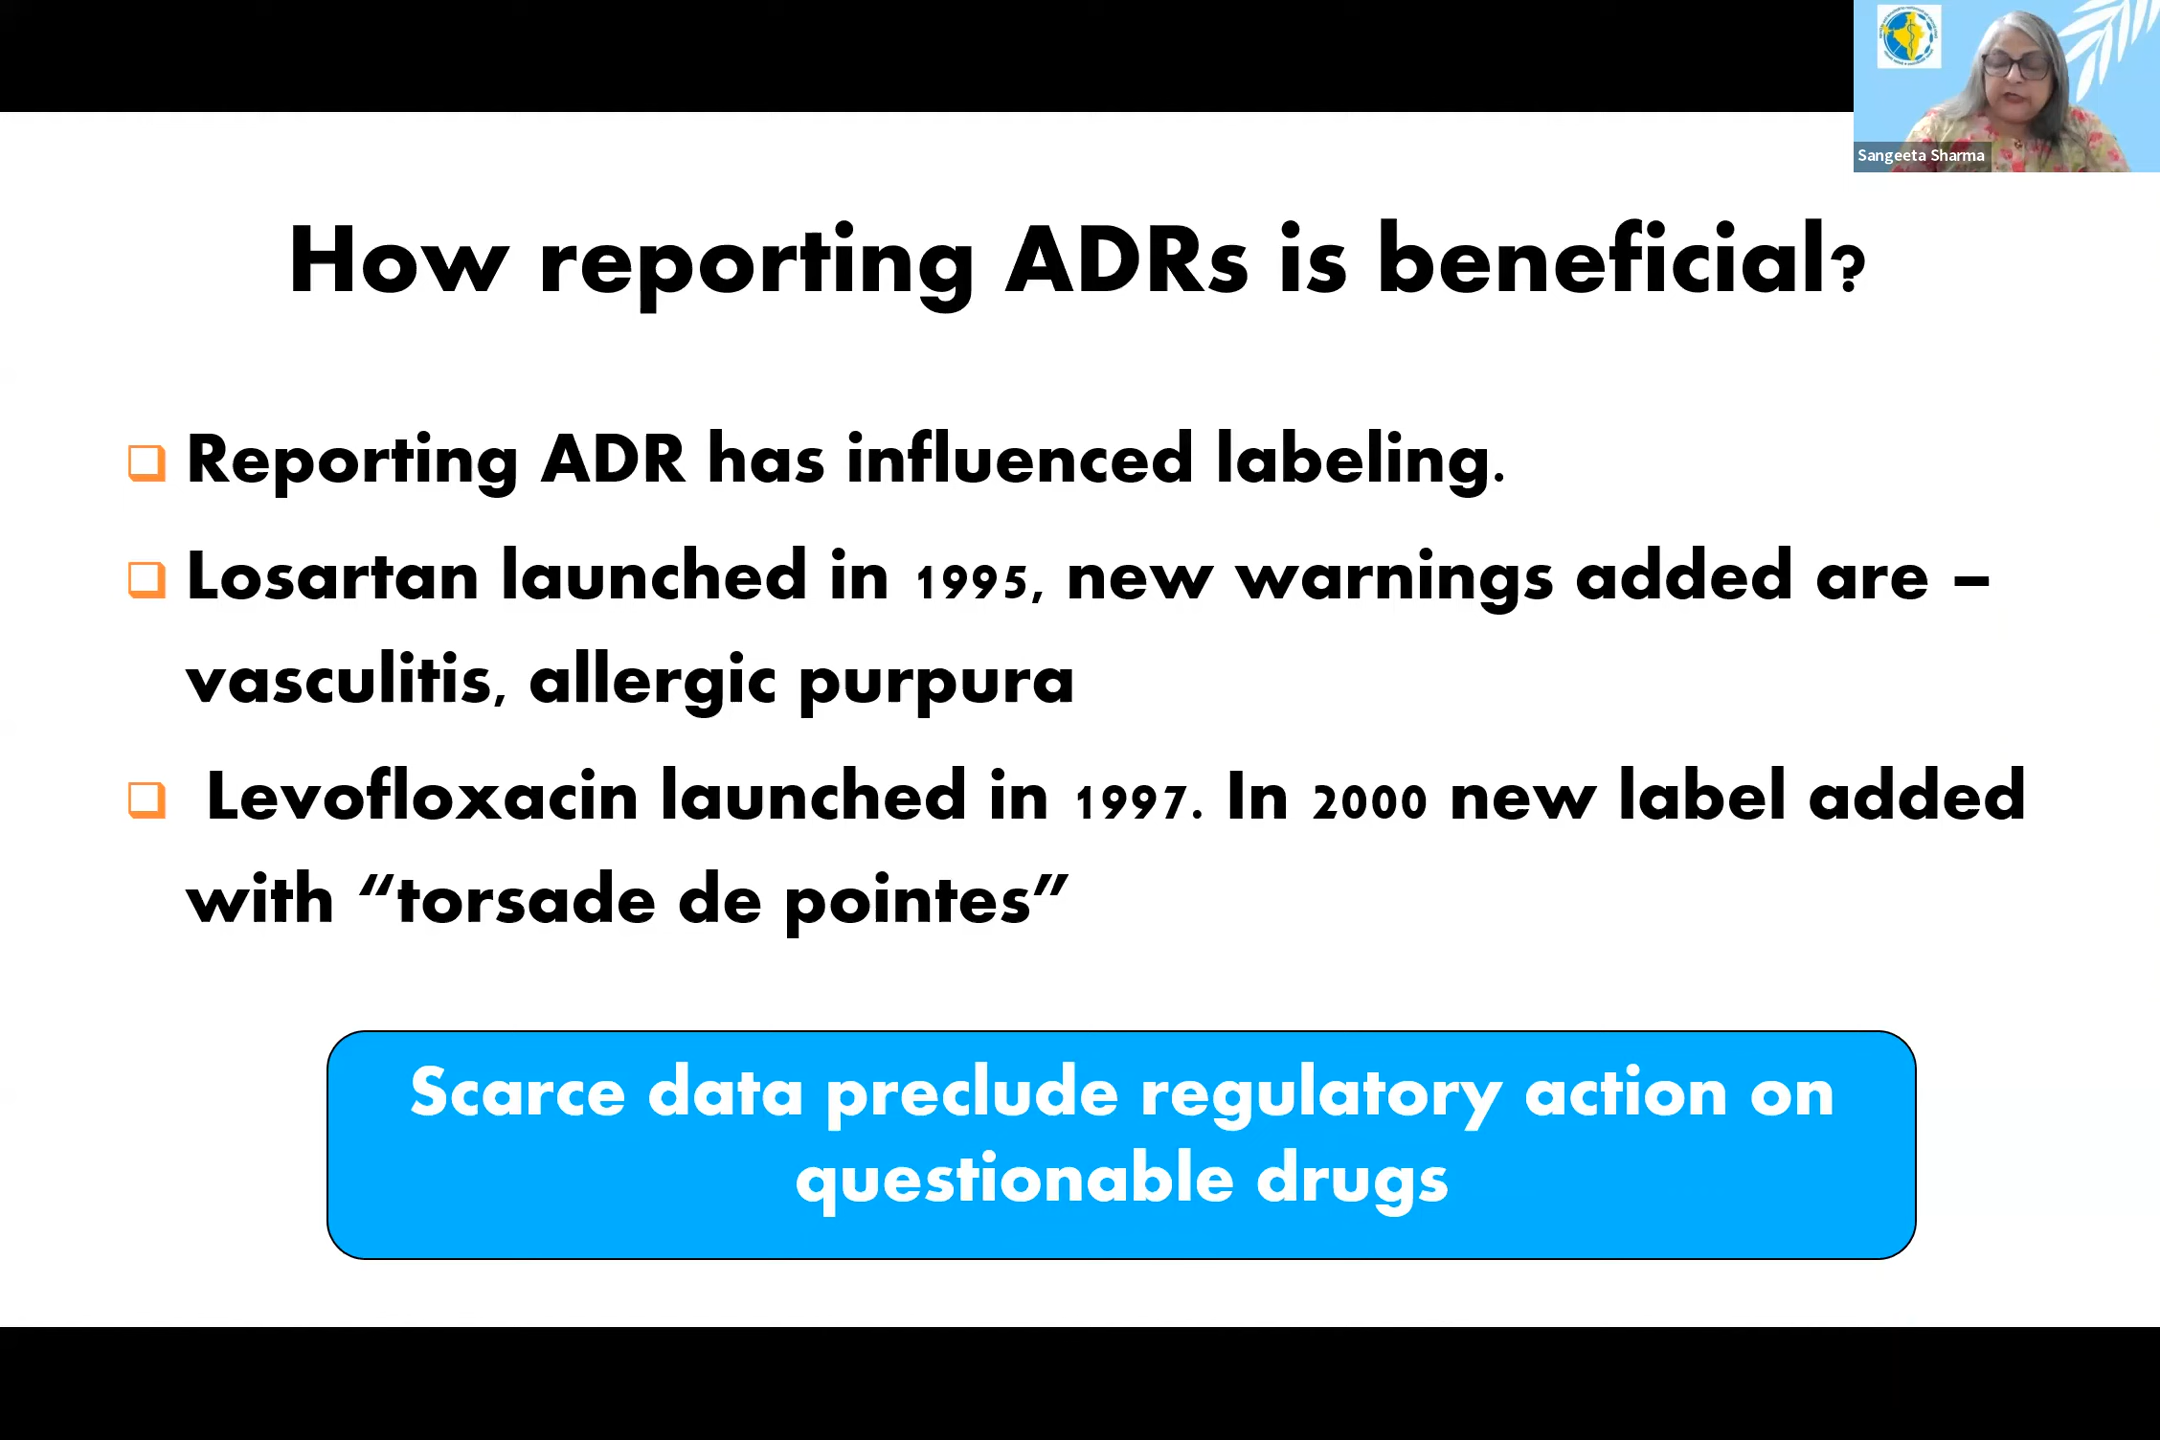 Sangeeta Sharma
How reporting ADRs is beneficial?
Reporting ADR has influenced labeling.
Losartan launched in 1995, new warnings added are –
vasculitis, allergic purpura
Levofloxacin launched in 1997. In 2000 new label added
with “torsade de pointes”
Scarce data preclude regulatory action on
questionable drugs